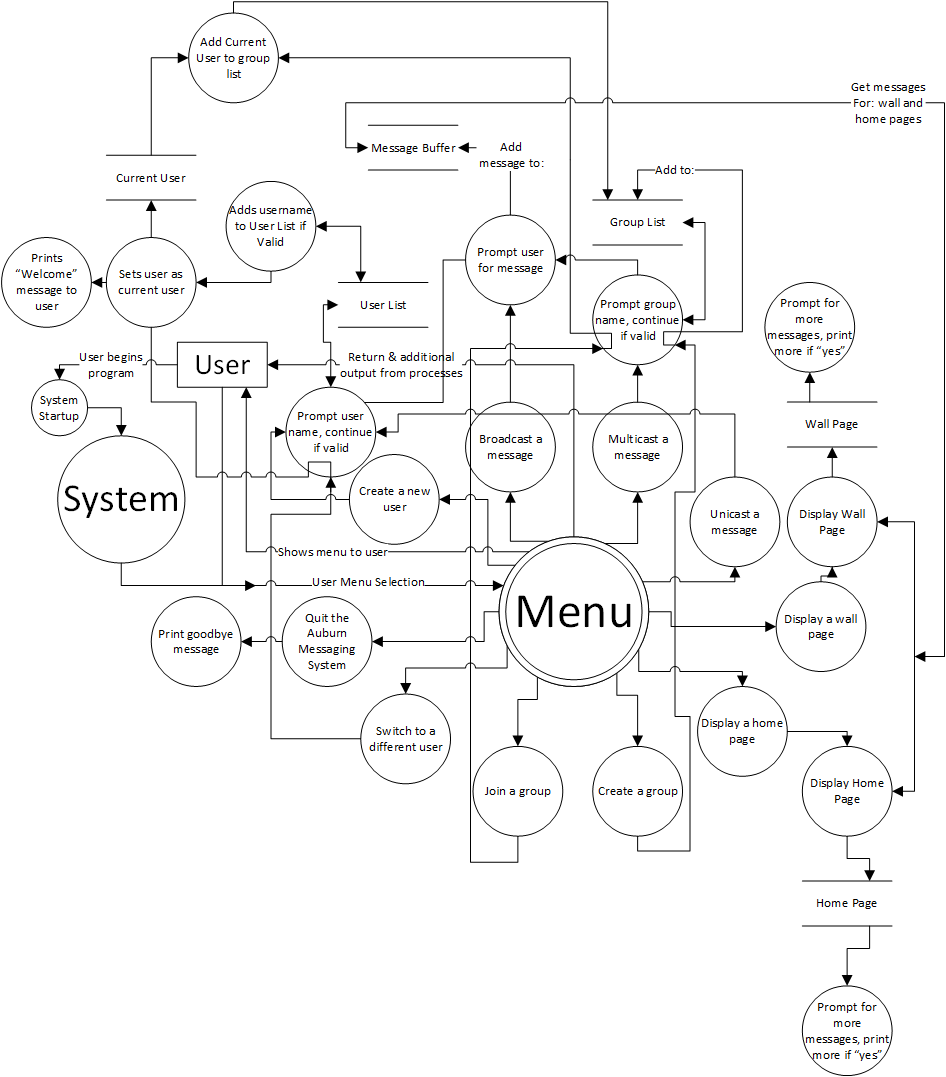 Add Current
User to group
list
Get messages
For: wall and
home pages
Message Buffer
Add
message to:
Current User
Add to:
Adds username
to User List if
Valid
Group List
Prompt user
for message
Prints
“Welcome”
message to
user
Sets user as
current user
User List
Prompt group
name, continue
if valid
Prompt for
more
messages, print
more if “yes”
User begins
program
User
Return & additional
output from processes
System
Startup
Prompt user
name, continue
if valid
Broadcast a
message
Multicast a
message
Wall Page
System
Create a new
user
Unicast a
message
Display Wall
Page
Shows menu to user
User Menu Selection
Menu
Print goodbye
message
Quit the
Auburn
Messaging
System
Display a wall
page
Switch to a
different user
Display a home
page
Join a group
Create a group
Display Home
Page
Home Page
Prompt for
more
messages, print
more if “yes”